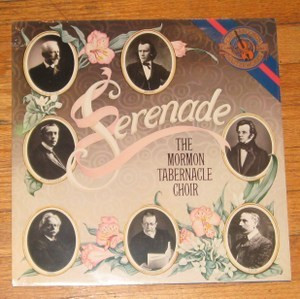 Serenade
THE
MORMON
TABERNACLE
CHOIR